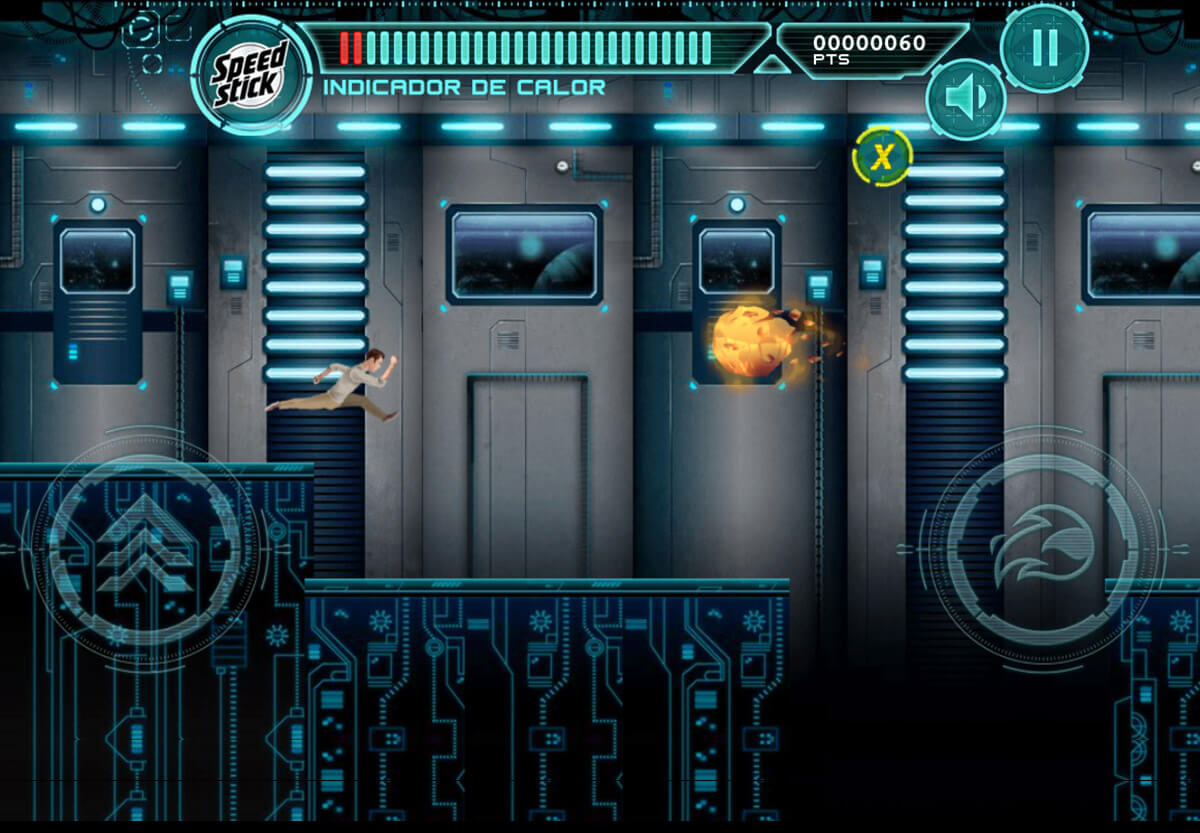 Speed
Stick
00000060
PTS
INDICADOR DE CALOR
X